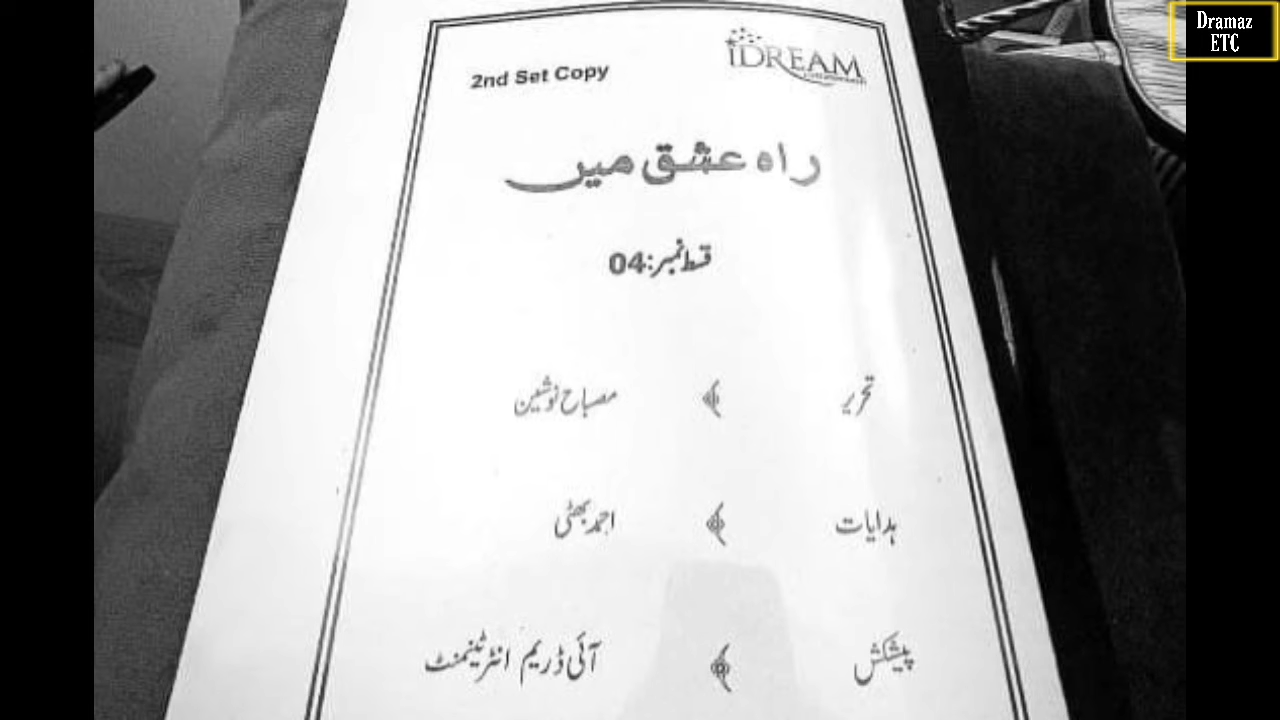 Dramaz
ETC
iDREAM
2nd Set Copy
راہ عشق میں
قسط نمبر:04
تحریر ﴿ مصباح نوشین
ہدایات ﴿ احمد بھٹی
پیشکش ﴿ آئی ڈریم انٹرٹینمنٹ